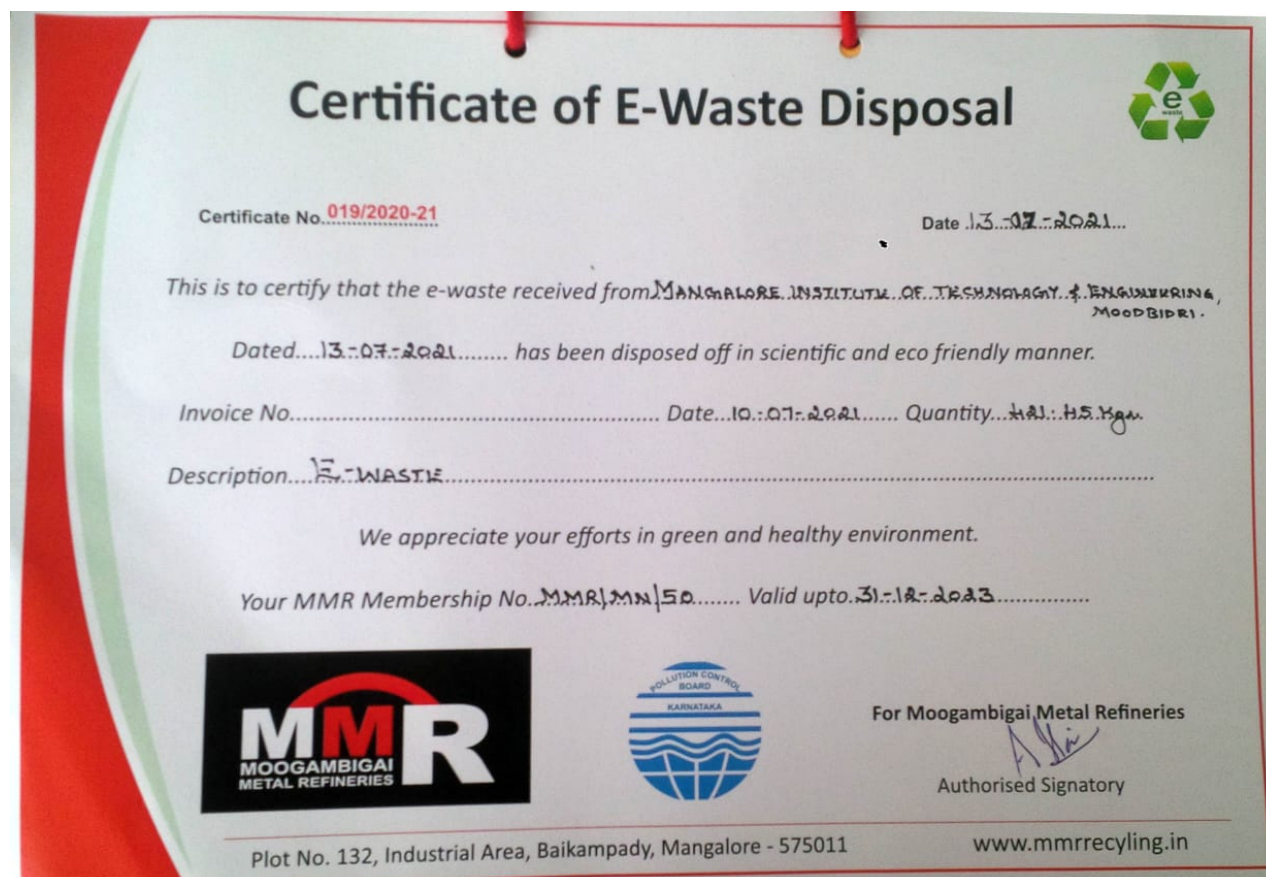 Certificate of E-Waste Disposal
e
waste
Certificate No. 019/2020-21
Date 13-07-2021
This is to certify that the e-waste received from MANGALORE INSTITUTE OF TECHNOLOGY & ENGINEERING,
MOODBIDRI.
Dated....13-07-2021........ has been disposed off in scientific and eco friendly manner.
Invoice No.................................................... Date...10-07-2021...... Quantity...421.45 Kgs.
Description....E-WASTE....................................................................................................
We appreciate your efforts in green and healthy environment.
Your MMR Membership No..MMR/MN/50........ Valid upto.31-12-2023..............
MMR
MOOGAMBIGAI
METAL REFINERIES
POLLUTION CONTROL
BOARD
KARNATAKA
For Moogambigai Metal Refineries
Authorised Signatory
Plot No. 132, Industrial Area, Baikampady, Mangalore - 575011
www.mmrrecyling.in